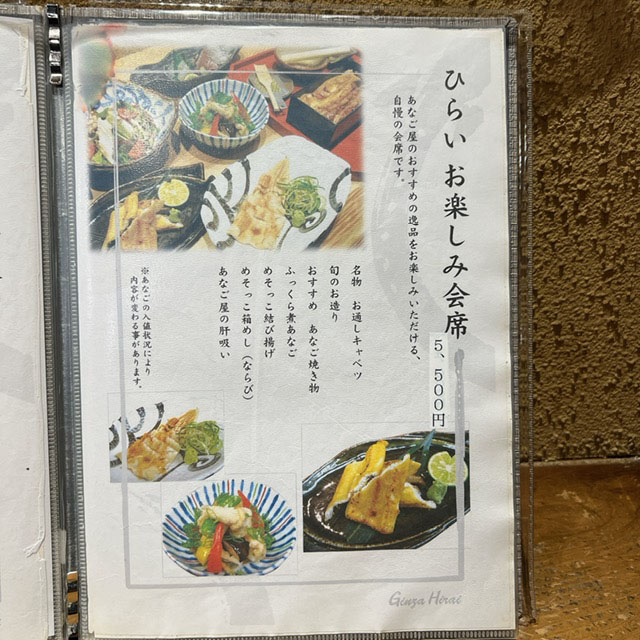 ひらい お楽しみ会席
5、500円
あなご屋のおすすめの逸品をお楽しみいただける、
自慢の会席です。
名物 お通しキャベツ
旬のお造り
おすすめ あなご焼き物
ふっくら煮あなご
めそっこ結び揚げ
めそっこ箱めし(ならび)
あなご屋の肝吸い
※あなごの入値状況により
内容が変わる事があります。
Ginza Hirai